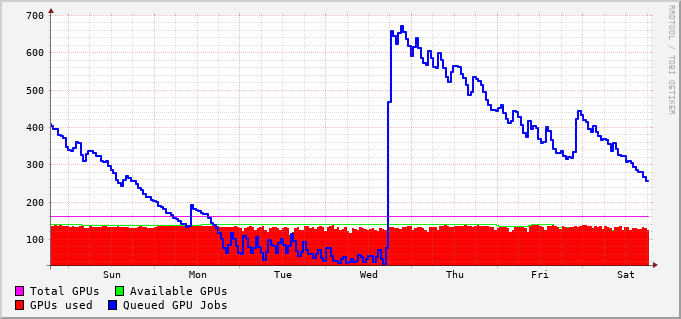 700
RRDTOOL / TOBI OETIKER
600
500
400
300
200
100
Sun Mon Tue Wed Thu Fri Sat
Total GPUs Available GPUs
GPUs used Queued GPU Jobs